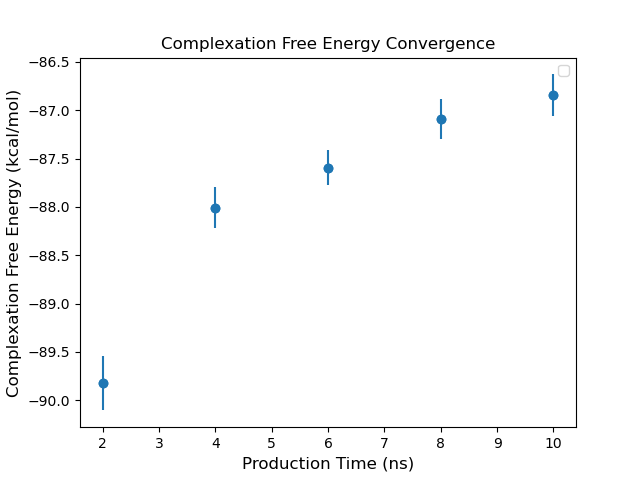 Complexation Free Energy Convergence
Complexation Free Energy (kcal/mol)
−86.5
−87.0
−87.5
−88.0
−88.5
−89.0
−89.5
−90.0
2 3 4 5 6 7 8 9 10
Production Time (ns)